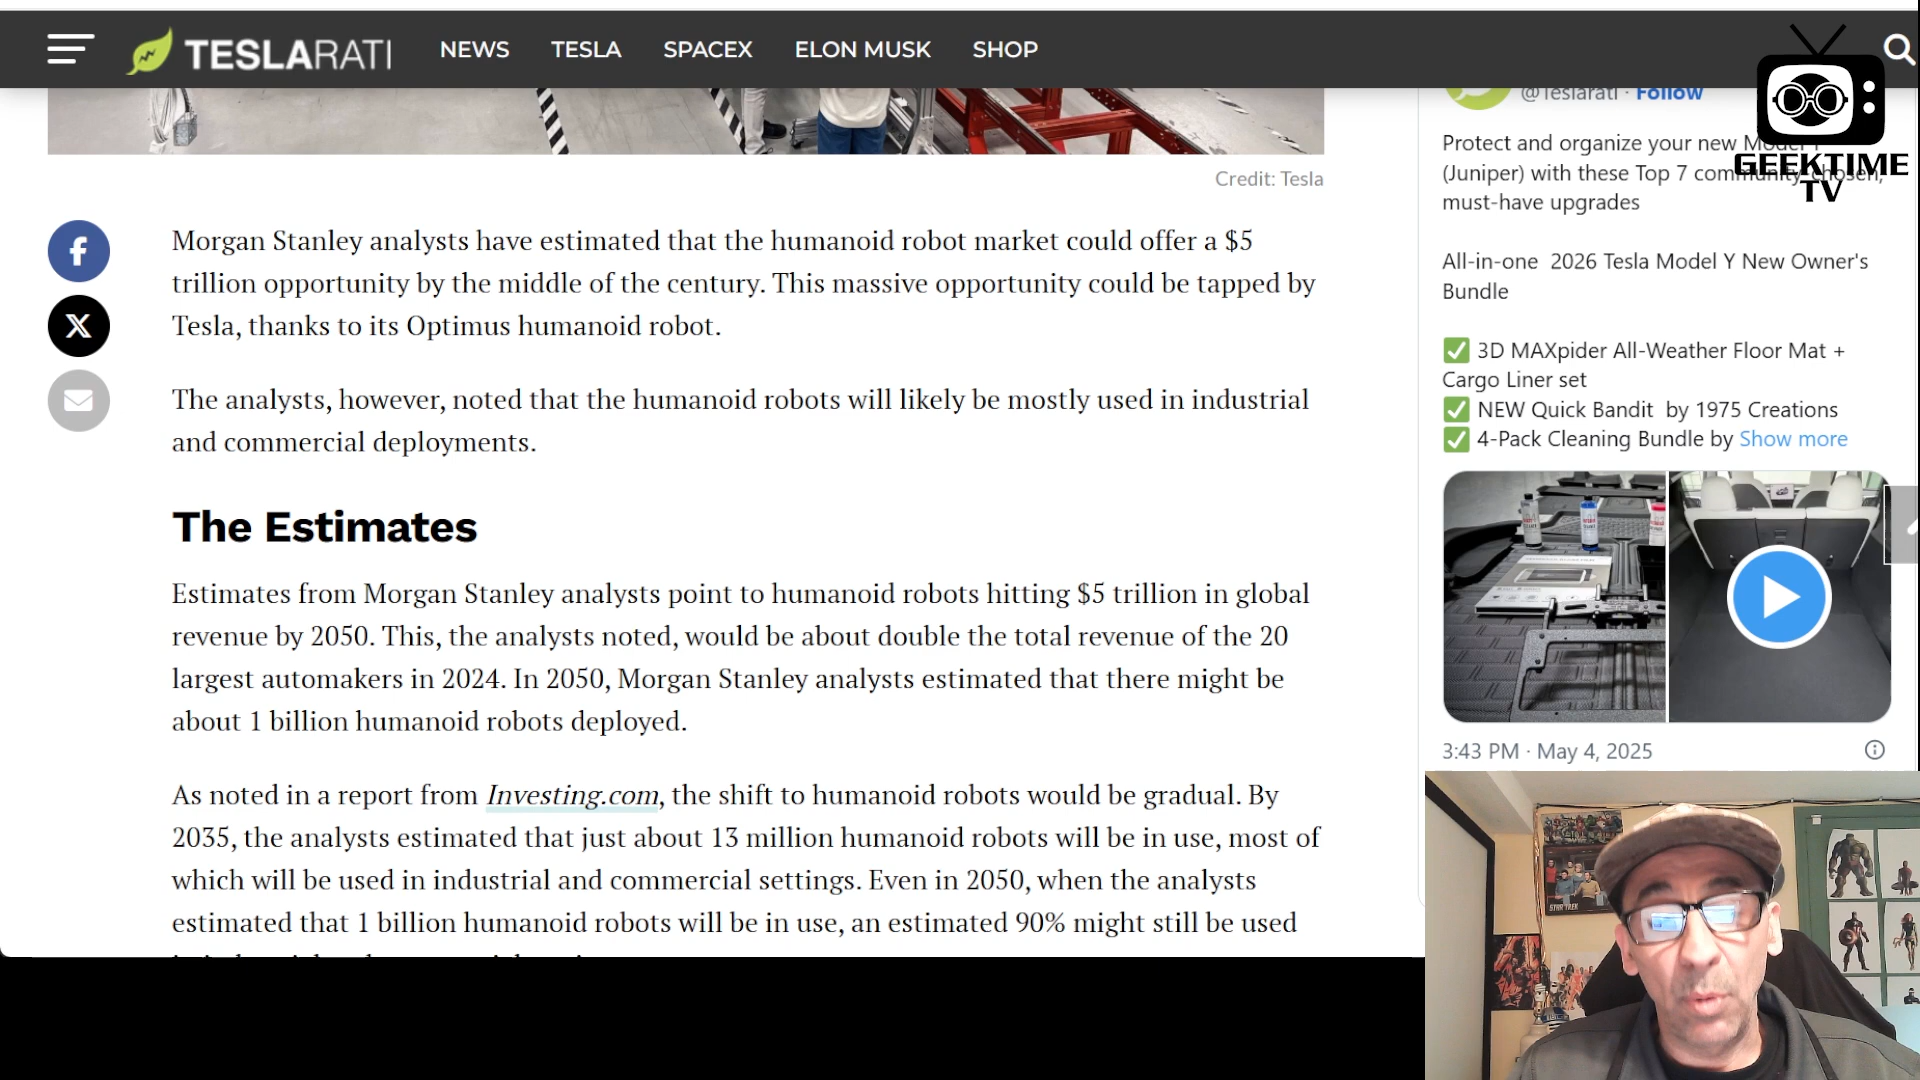 TESLARATI
NEWS
TESLA
SPACEX
ELON MUSK
SHOP
GEEKTIME
TV
Credit: Tesla
Morgan Stanley analysts have estimated that the humanoid robot market could offer a $5
trillion opportunity by the middle of the century. This massive opportunity could be tapped by
Tesla, thanks to its Optimus humanoid robot.
The analysts, however, noted that the humanoid robots will likely be mostly used in industrial
and commercial deployments.
The Estimates
Estimates from Morgan Stanley analysts point to humanoid robots hitting $5 trillion in global
revenue by 2050. This, the analysts noted, would be about double the total revenue of the 20
largest automakers in 2024. In 2050, Morgan Stanley analysts estimated that there might be
about 1 billion humanoid robots deployed.
As noted in a report from Investing.com, the shift to humanoid robots would be gradual. By
2035, the analysts estimated that just about 13 million humanoid robots will be in use, most of
which will be used in industrial and commercial settings. Even in 2050, when the analysts
estimated that 1 billion humanoid robots will be in use, an estimated 90% might still be used
@Teslarati · Follow
Protect and organize your new Model Y
(Juniper) with these Top 7 community-chosen,
must-have upgrades
All-in-one 2026 Tesla Model Y New Owner's
Bundle
✅ 3D MAXpider All-Weather Floor Mat +
Cargo Liner set
✅ NEW Quick Bandit by 1975 Creations
✅ 4-Pack Cleaning Bundle by Show more
3:43 PM · May 4, 2025
STAR TREK